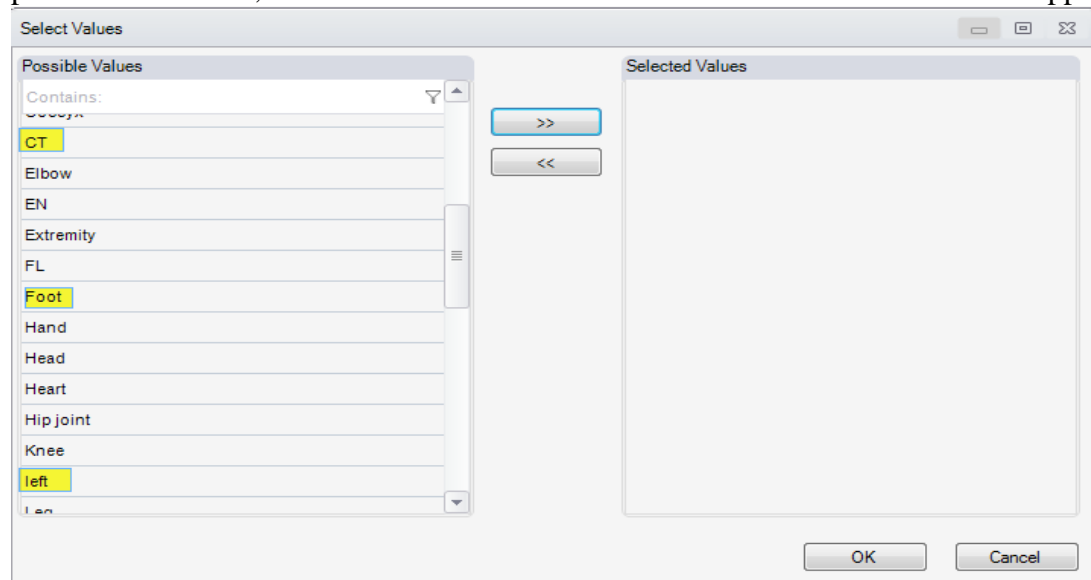 Select Values
Possible Values
Selected Values
Contains:
>>
<<
CT
Elbow
EN
Extremity
FL
Foot
Hand
Head
Heart
Hip joint
Knee
left
OK
Cancel